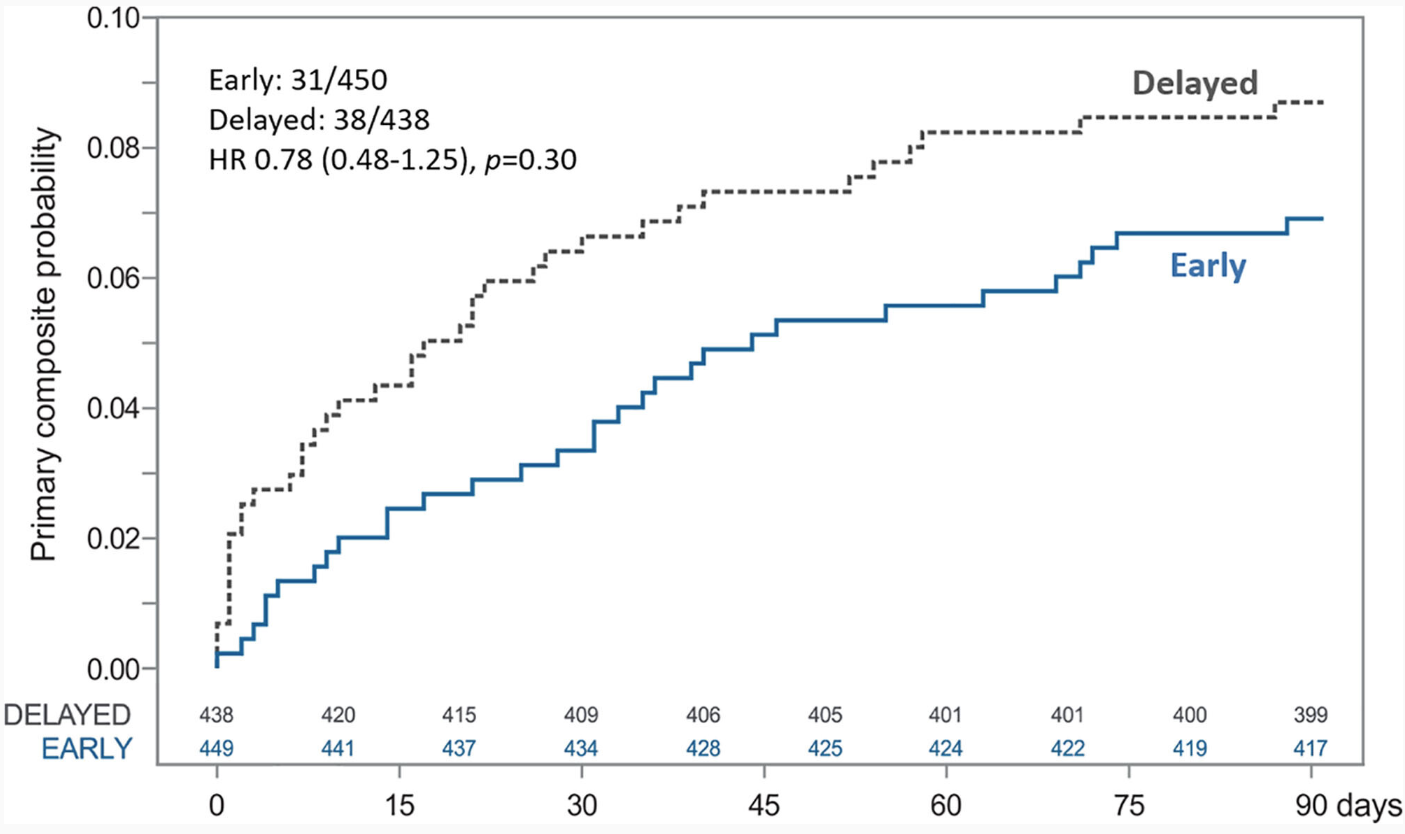 0.10
0.08
0.06
0.04
0.02
0.00
Primary composite probability
Early: 31/450
Delayed: 38/438
HR 0.78 (0.48-1.25), p=0.30
Delayed
Early
DELAYED 438 420 415 409 406 405 401 401 400 399
EARLY 449 441 437 434 428 425 424 422 419 417
0 15 30 45 60 75 90 days